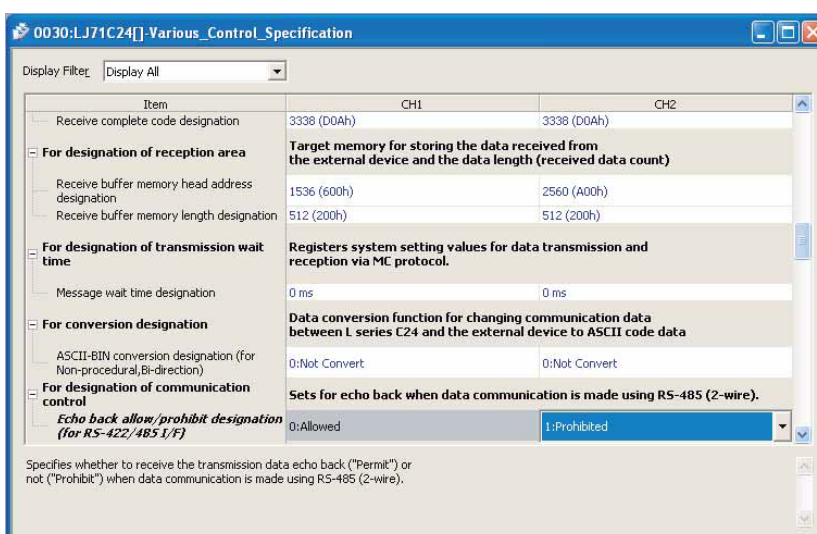 0030:LJ71C24[]-Various_Control_Specification
Display Filter Display All
Item CH1 CH2
Receive complete code designation 3338 (D0Ah) 3338 (D0Ah)
For designation of reception area Target memory for storing the data received from
the external device and the data length (received data count)
Receive buffer memory head address
designation 1536 (600h) 2560 (A00h)
Receive buffer memory length designation 512 (200h) 512 (200h)
For designation of transmission wait
time Registers system setting values for data transmission and
reception via MC protocol.
Message wait time designation 0 ms 0 ms
For conversion designation Data conversion function for changing communication data
between L series C24 and the external device to ASCII code data
ASCII-BIN conversion designation (for
Non-procedural,Bi-direction) 0:Not Convert 0:Not Convert
For designation of communication
control Sets for echo back when data communication is made using RS-485 (2-wire).
Echo back allow/prohibit designation
(for RS-422/485 I/F) 0:Allowed 1:Prohibited
Specifies whether to receive the transmission data echo back ("Permit") or
not ("Prohibit") when data communication is made using RS-485 (2-wire).